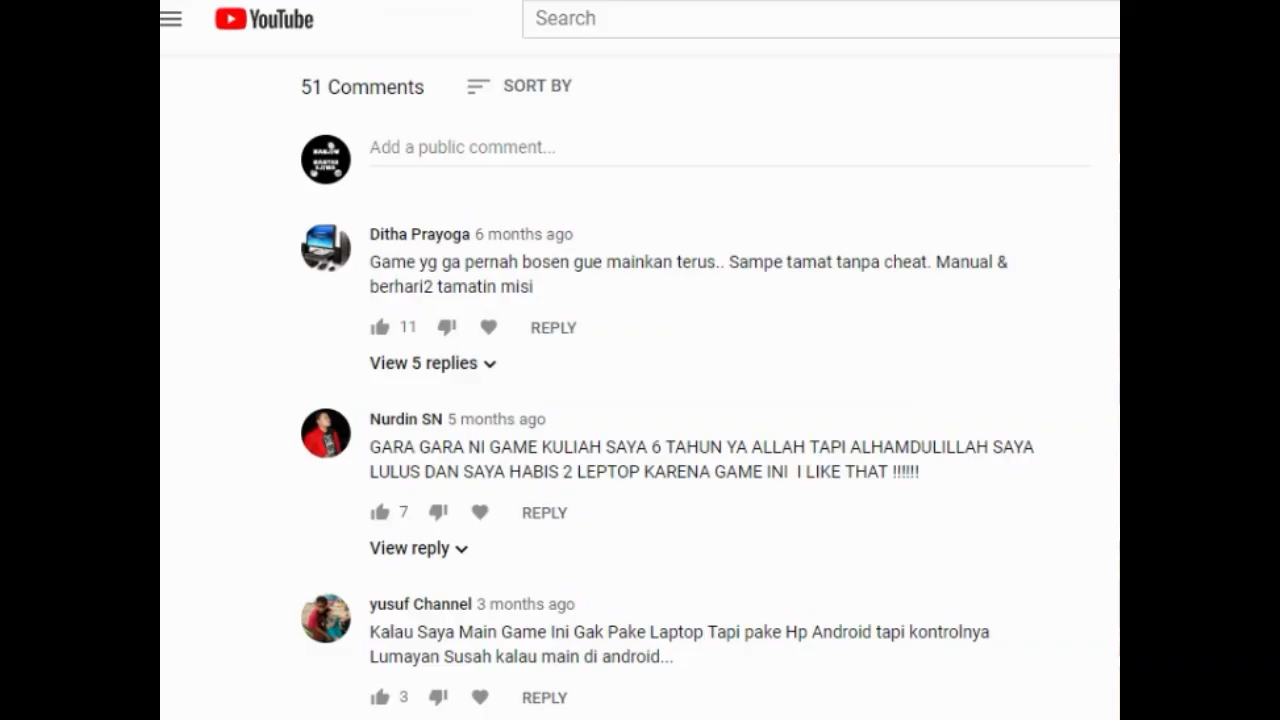 YouTube
Search
51 Comments
SORT BY
Add a public comment...
Ditha Prayoga 6 months ago
Game yg ga pernah bosen gue mainkan terus.. Sampe tamat tanpa cheat. Manual &
berhari2 tamatin misi
11 REPLY
View 5 replies
Nurdin SN 5 months ago
GARA GARA NI GAME KULIAH SAYA 6 TAHUN YA ALLAH TAPI ALHAMDULILLAH SAYA
LULUS DAN SAYA HABIS 2 LEPTOP KARENA GAME INI I LIKE THAT !!!!!!
7 REPLY
View reply
yusuf Channel 3 months ago
Kalau Saya Main Game Ini Gak Pake Laptop Tapi pake Hp Android tapi kontrolnya
Lumayan Susah kalau main di android...
3 REPLY